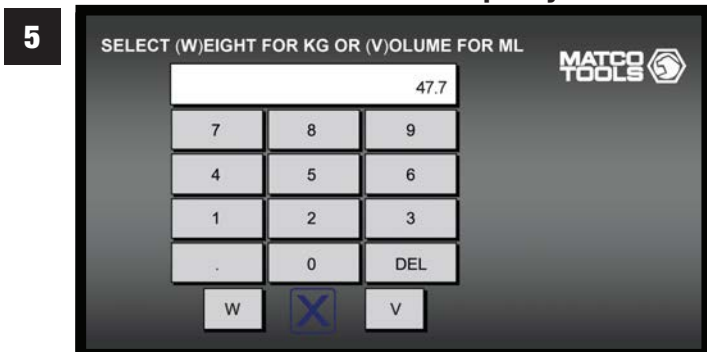 5
SELECT (W)EIGHT FOR KG OR (V)OLUME FOR ML
MATCO
TOOLS
47.7
7 8 9
4 5 6
1 2 3
. 0 DEL
W X V